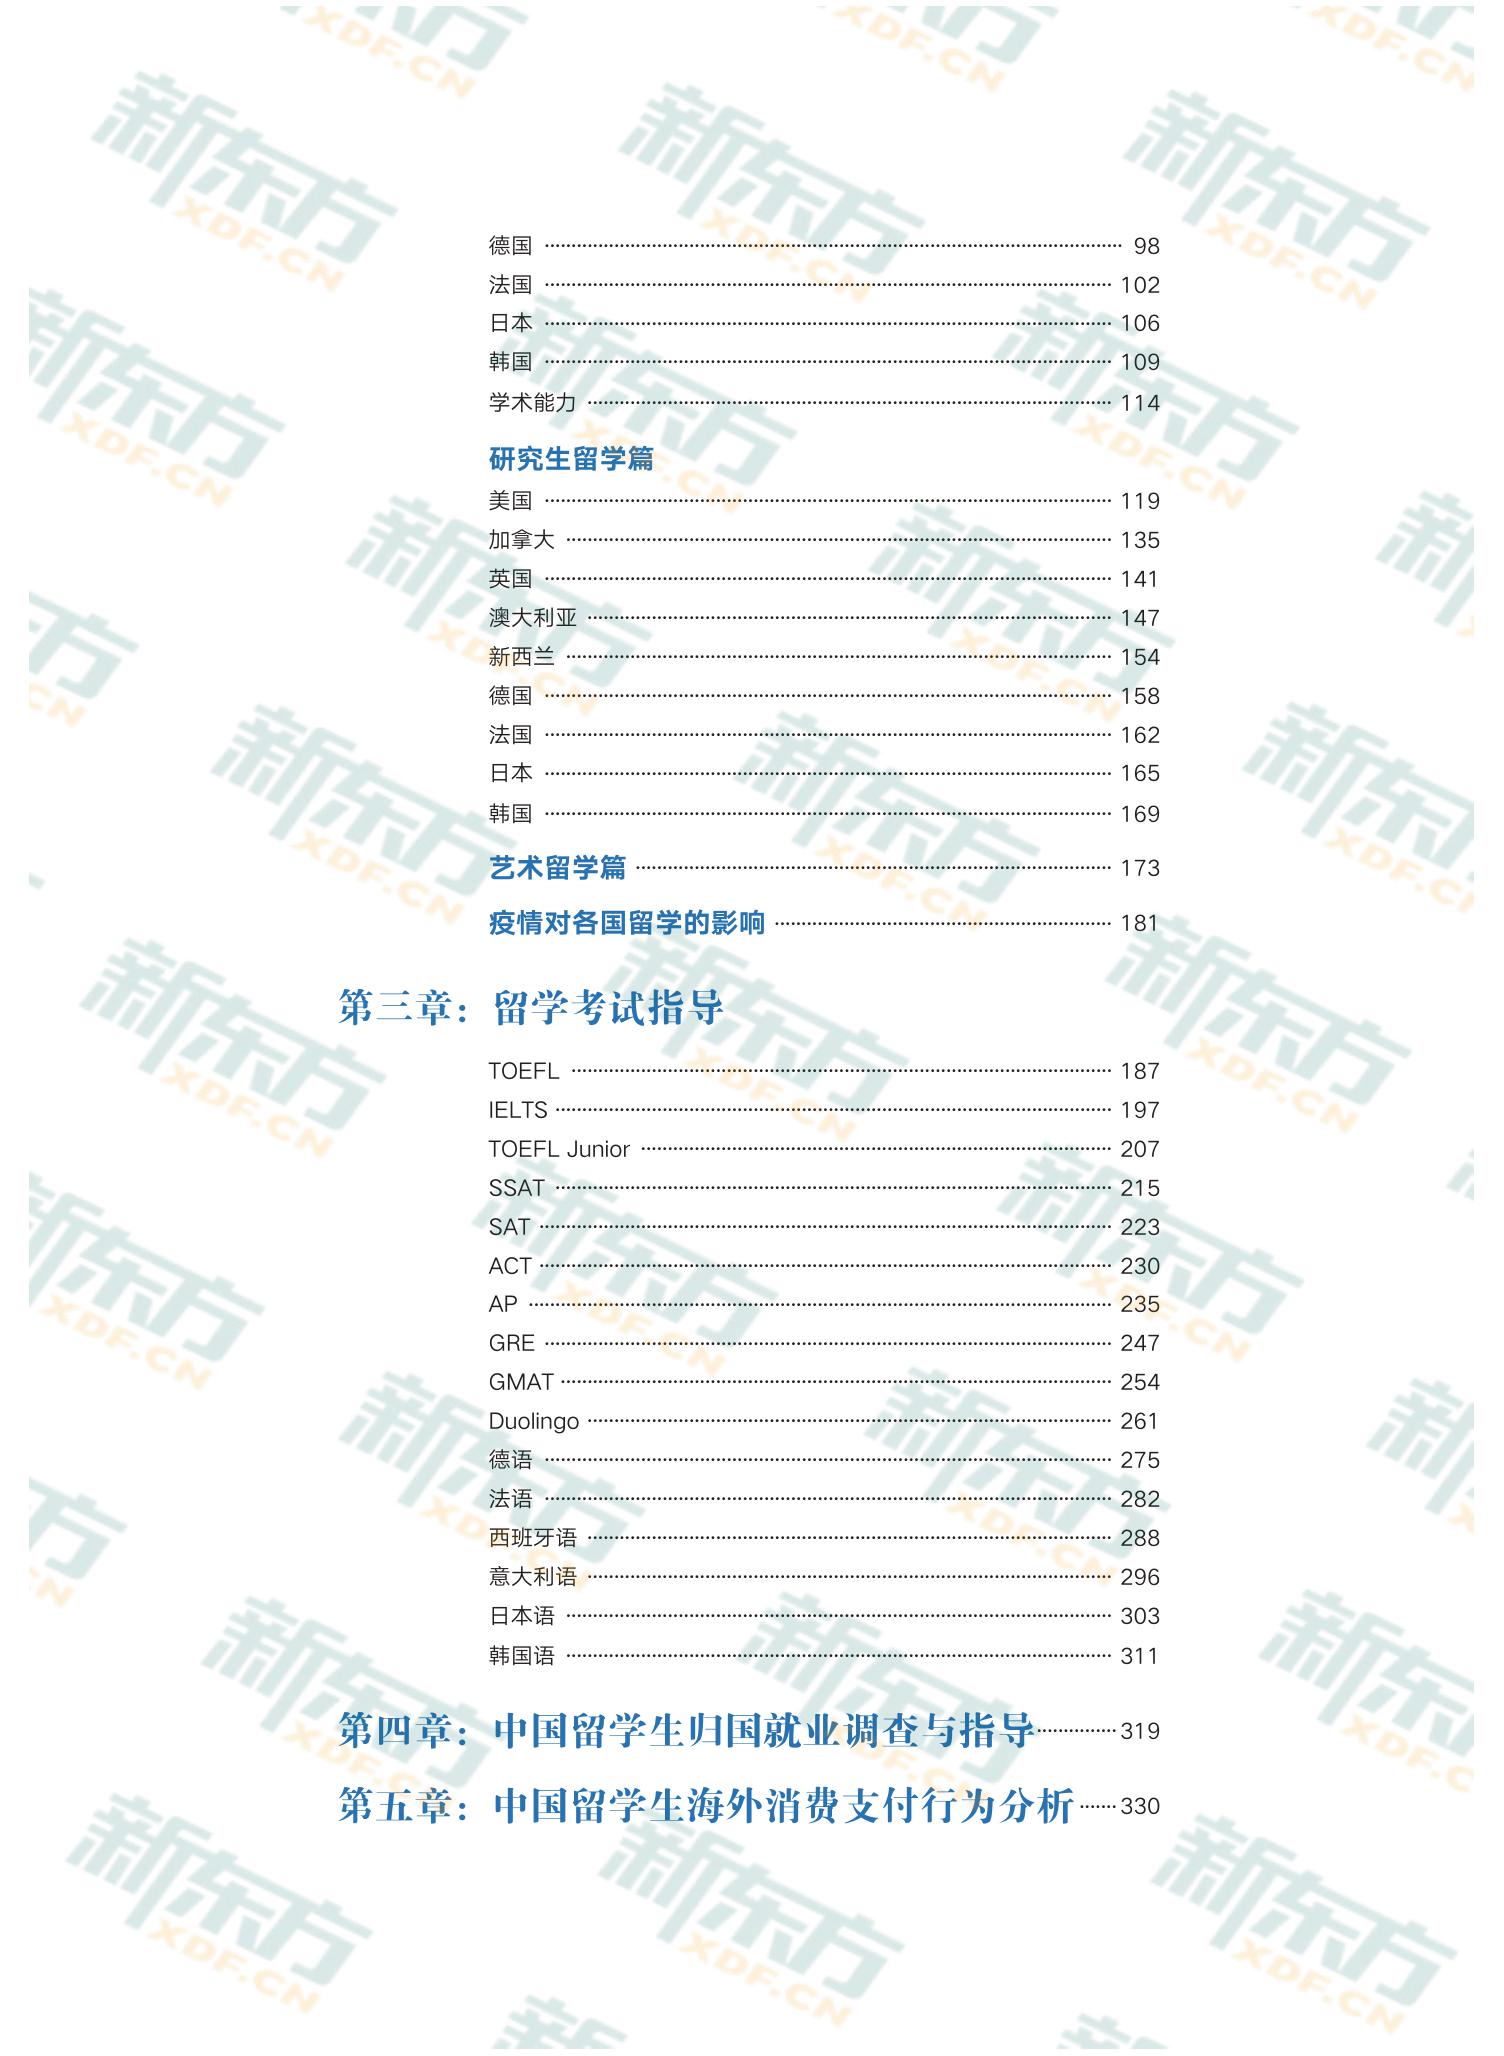 德国 98
法国 102
日本 106
韩国 109
学术能力 114
研究生留学篇
美国 119
加拿大 135
英国 141
澳大利亚 147
新西兰 154
德国 158
法国 162
日本 165
韩国 169
艺术留学篇 173
疫情对各国留学的影响 181
第三章：留学考试指导
TOEFL 187
IELTS 197
TOEFL Junior 207
SSAT 215
SAT 223
ACT 230
AP 235
GRE 247
GMAT 254
Duolingo 261
德语 275
法语 282
西班牙语 288
意大利语 296
日本语 303
韩国语 311
第四章：中国留学生归国就业调查与指导 319
第五章：中国留学生海外消费支付行为分析 330
新东方
XDF.CN